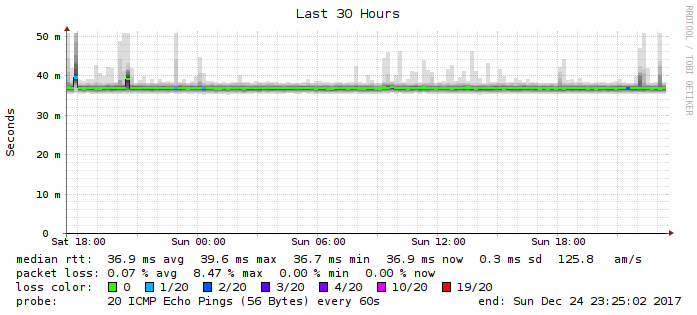 Last 30 Hours
RRDTOOL / TOBI OETIKER
Seconds
50 m
40 m
30 m
20 m
10 m
0
Sat 18:00 Sun 00:00 Sun 06:00 Sun 12:00 Sun 18:00
median rtt: 36.9 ms avg 39.6 ms max 36.7 ms min 36.9 ms now 0.3 ms sd 125.8 am/s
packet loss: 0.07 % avg 8.47 % max 0.00 % min 0.00 % now
loss color: 0 1/20 2/20 3/20 4/20 10/20 19/20
probe: 20 ICMP Echo Pings (56 Bytes) every 60s end: Sun Dec 24 23:25:02 2017